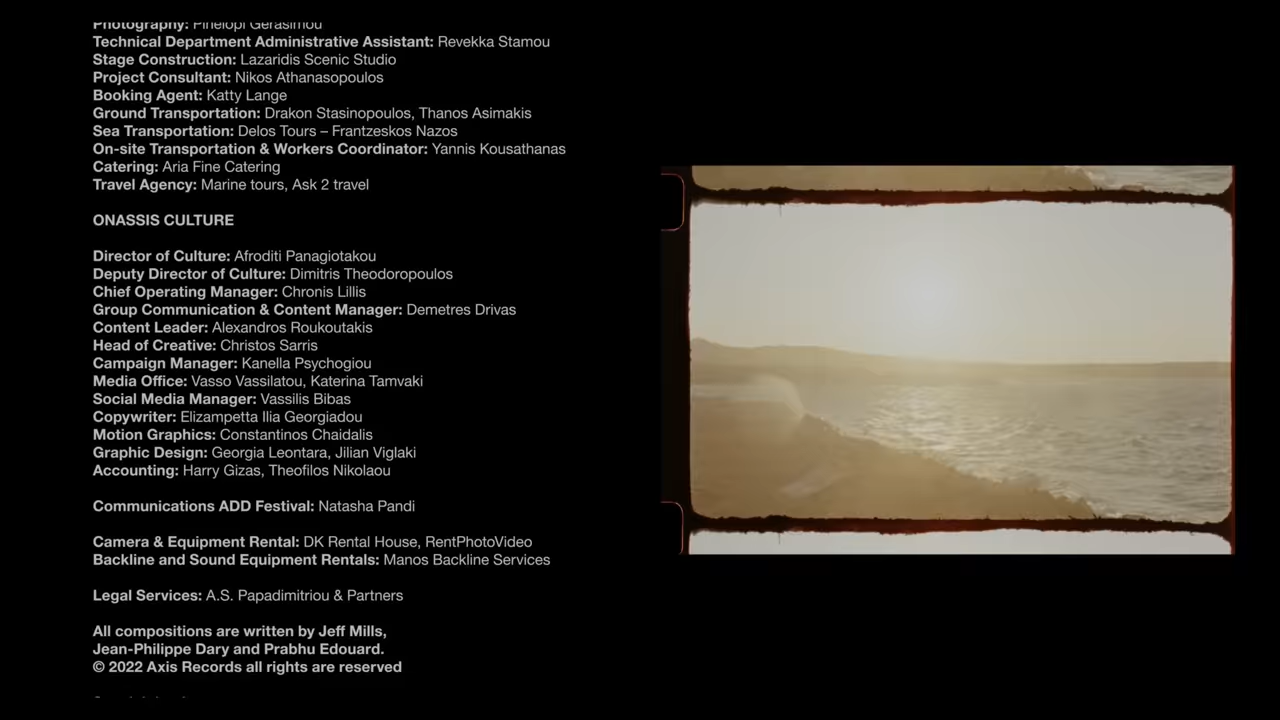 Photography: Pinelopi Gerasimou
Technical Department Administrative Assistant: Revekka Stamou
Stage Construction: Lazaridis Scenic Studio
Project Consultant: Nikos Athanasopoulos
Booking Agent: Katty Lange
Ground Transportation: Drakon Stasinopoulos, Thanos Asimakis
Sea Transportation: Delos Tours – Frantzeskos Nazos
On-site Transportation & Workers Coordinator: Yannis Kousathanas
Catering: Aria Fine Catering
Travel Agency: Marine tours, Ask 2 travel
ONASSIS CULTURE
Director of Culture: Afroditi Panagiotakou
Deputy Director of Culture: Dimitris Theodoropoulos
Chief Operating Manager: Chronis Lillis
Group Communication & Content Manager: Demetres Drivas
Content Leader: Alexandros Roukoutakis
Head of Creative: Christos Sarris
Campaign Manager: Kanella Psychogiou
Media Office: Vasso Vassilatou, Katerina Tamvaki
Social Media Manager: Vassilis Bibas
Copywriter: Elizampetta Ilia Georgiadou
Motion Graphics: Constantinos Chaidalis
Graphic Design: Georgia Leontara, Jilian Viglaki
Accounting: Harry Gizas, Theofilos Nikolaou
Communications ADD Festival: Natasha Pandi
Camera & Equipment Rental: DK Rental House, RentPhotoVideo
Backline and Sound Equipment Rentals: Manos Backline Services
Legal Services: A.S. Papadimitriou & Partners
All compositions are written by Jeff Mills,
Jean-Philippe Dary and Prabhu Edouard.
© 2022 Axis Records all rights are reserved